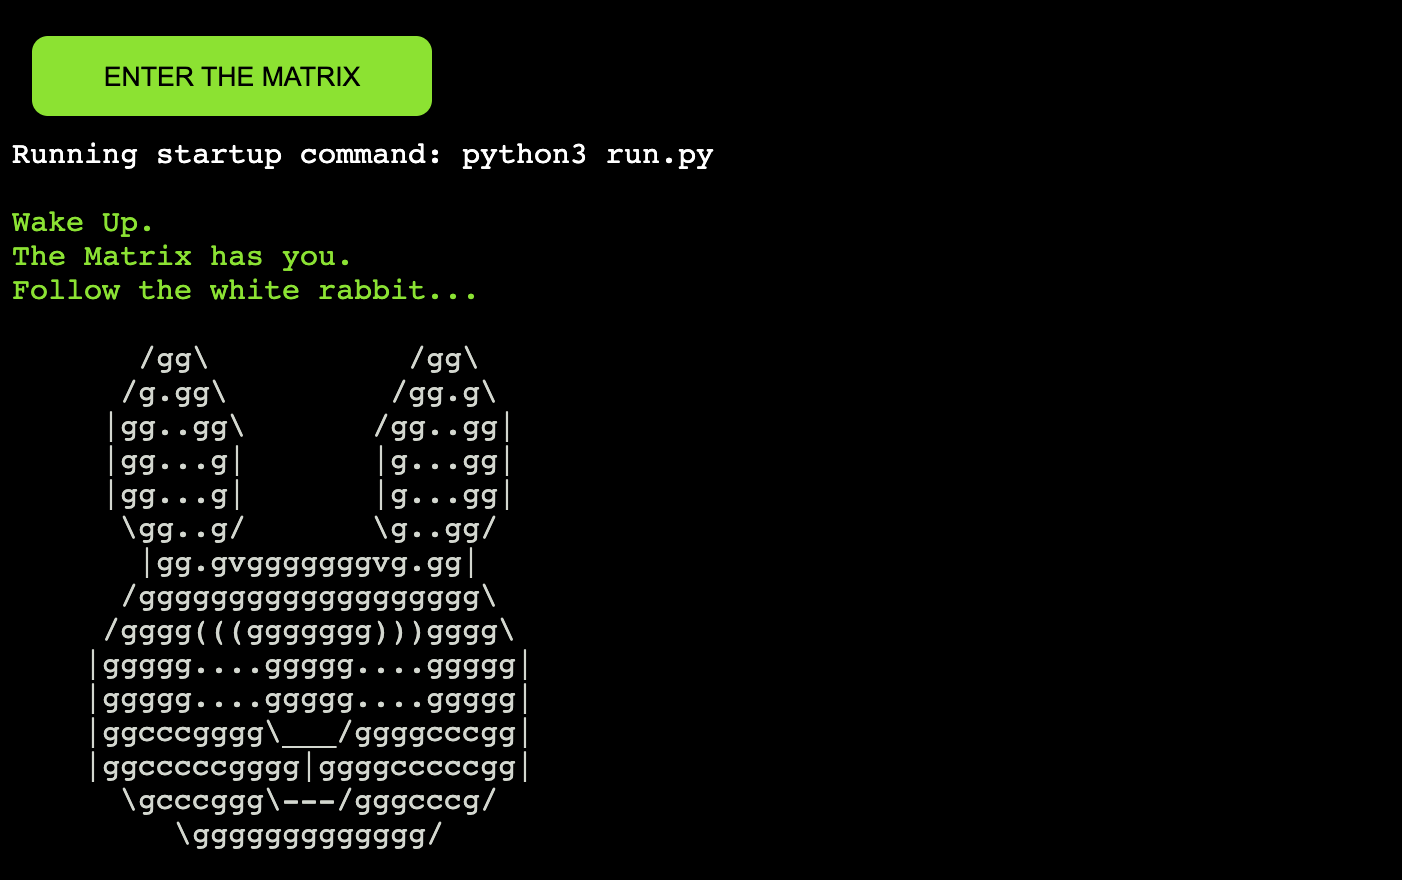 ENTER THE MATRIX
Running startup command: python3 run.py
Wake Up.
The Matrix has you.
Follow the white rabbit...
       /gg\           /gg\
      /g.gg\         /gg.g\
     |gg..gg\       /gg..gg|
     |gg...g|       |g...gg|
     |gg...g|       |g...gg|
      \gg..g/       \g..gg/
       |gg.gvgggggggvg.gg|
      /ggggggggggggggggggg\
     /gggg(((ggggggg)))gggg\
    |ggggg....ggggg....ggggg|
    |ggggg....ggggg....ggggg|
    |ggcccgggg\___/ggggcccgg|
    |ggcccccgggg|ggggcccccgg|
      \gcccggg\---/gggcccg/
         \ggggggggggggg/